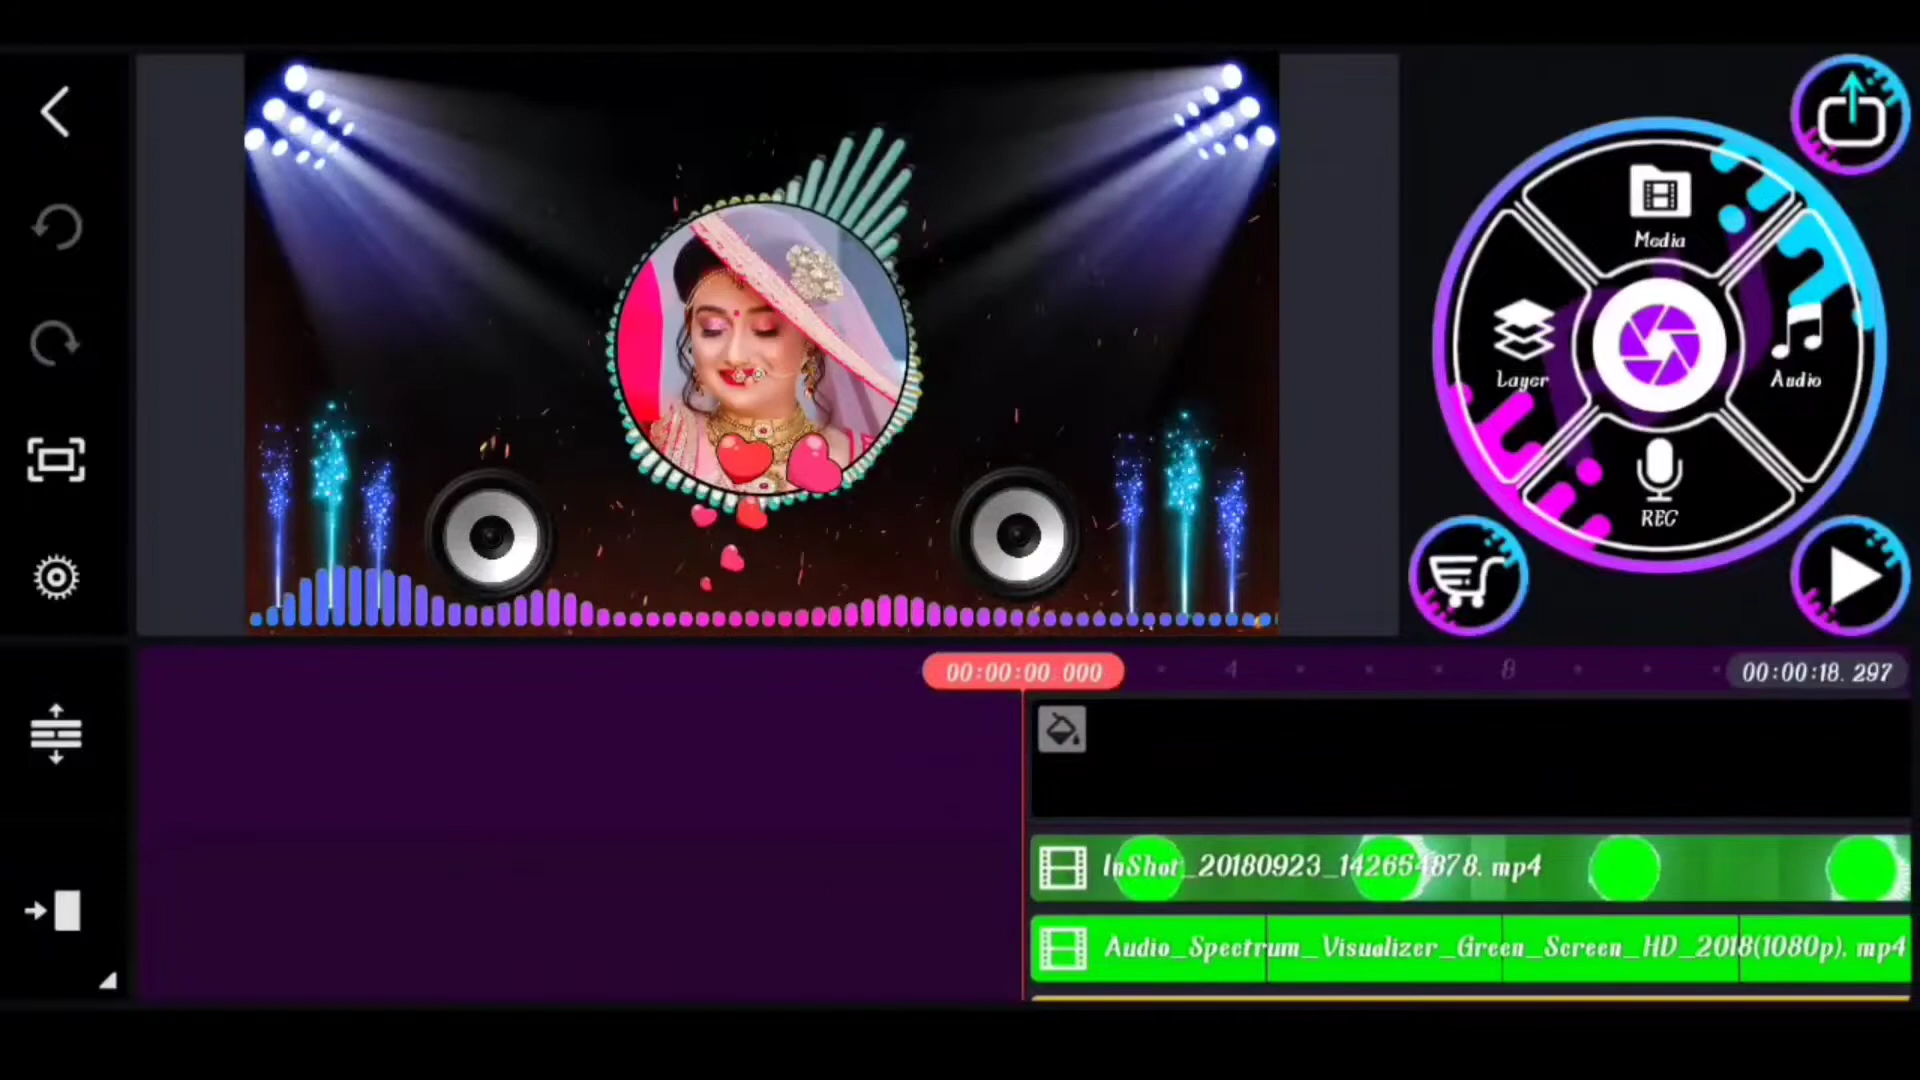 Media
Layer
Audio
REC
00:00:00.000
4
8
00:00:18.297
InShot_20180923_142654878.mp4
Audio_Spectrum_Visualizer_Green_Screen_HD_2018(1080p).mp4